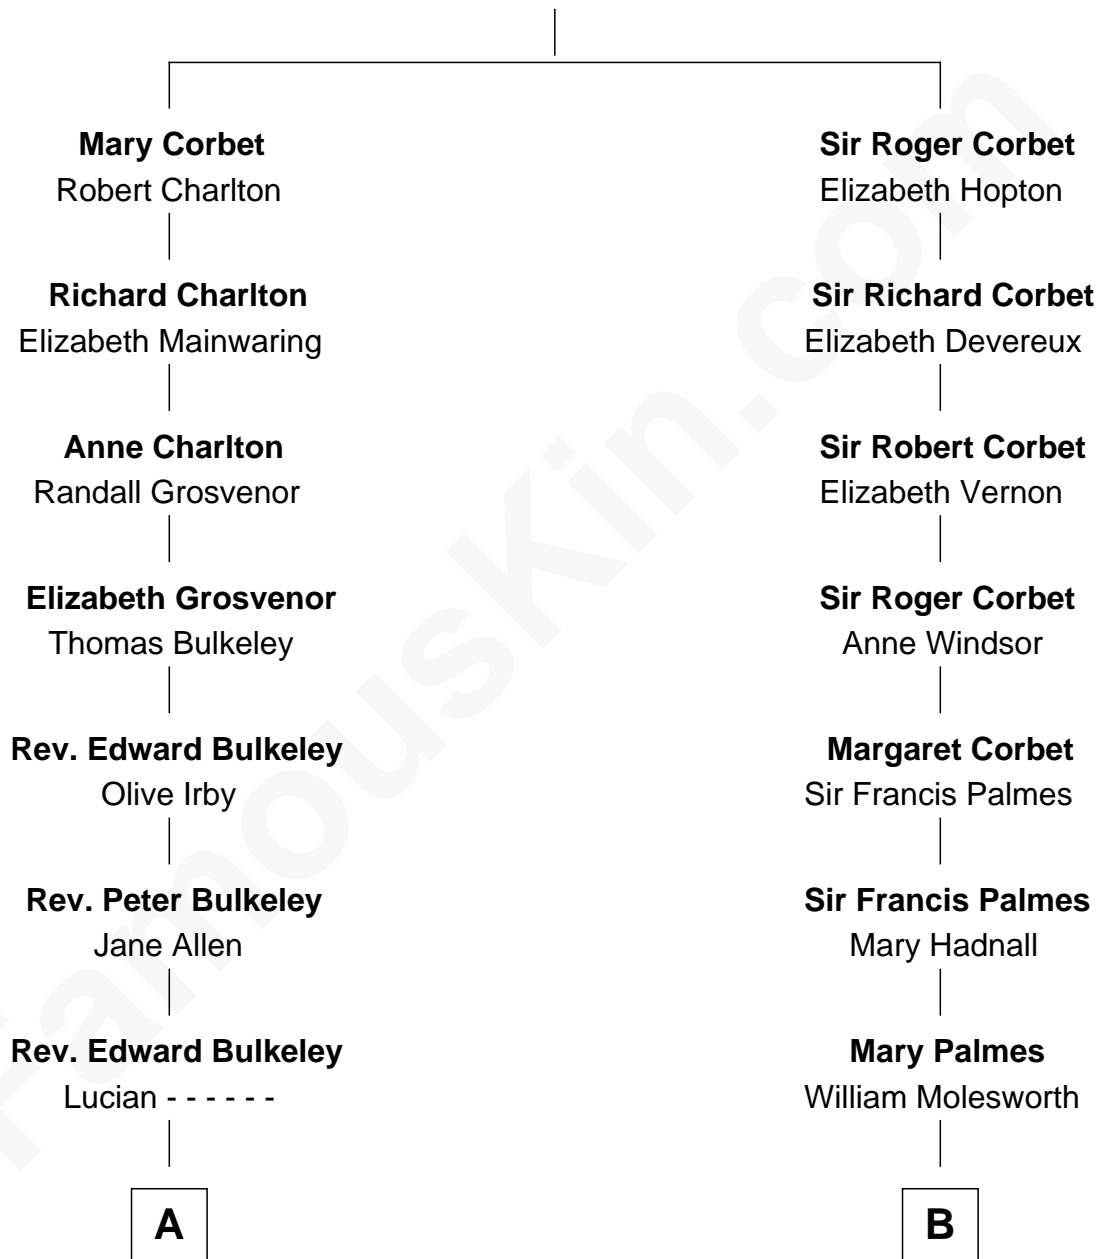 Mary Corbet
Robert Charlton
Richard Charlton
Elizabeth Mainwaring
Anne Charlton
Randall Grosvenor
Elizabeth Grosvenor
Thomas Bulkeley
Rev. Edward Bulkeley
Olive Irby
Rev. Peter Bulkeley
Jane Allen
Rev. Edward Bulkeley
Lucian - - - - - -
A
Sir Roger Corbet
Elizabeth Hopton
Sir Richard Corbet
Elizabeth Devereux
Sir Robert Corbet
Elizabeth Vernon
Sir Roger Corbet
Anne Windsor
Margaret Corbet
Sir Francis Palmes
Sir Francis Palmes
Mary Hadnall
Mary Palmes
William Molesworth
B
FamousKin.com